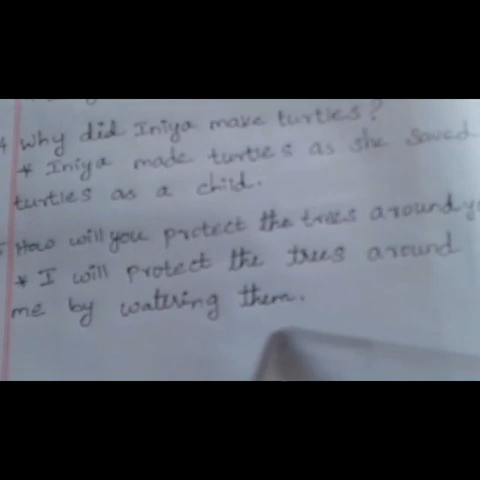 4 Why did Iniya make turtles?
* Iniya made turtles as she saved
turtles as a child.
How will you protect the trees around
* I will protect the trees around
me by watering them.